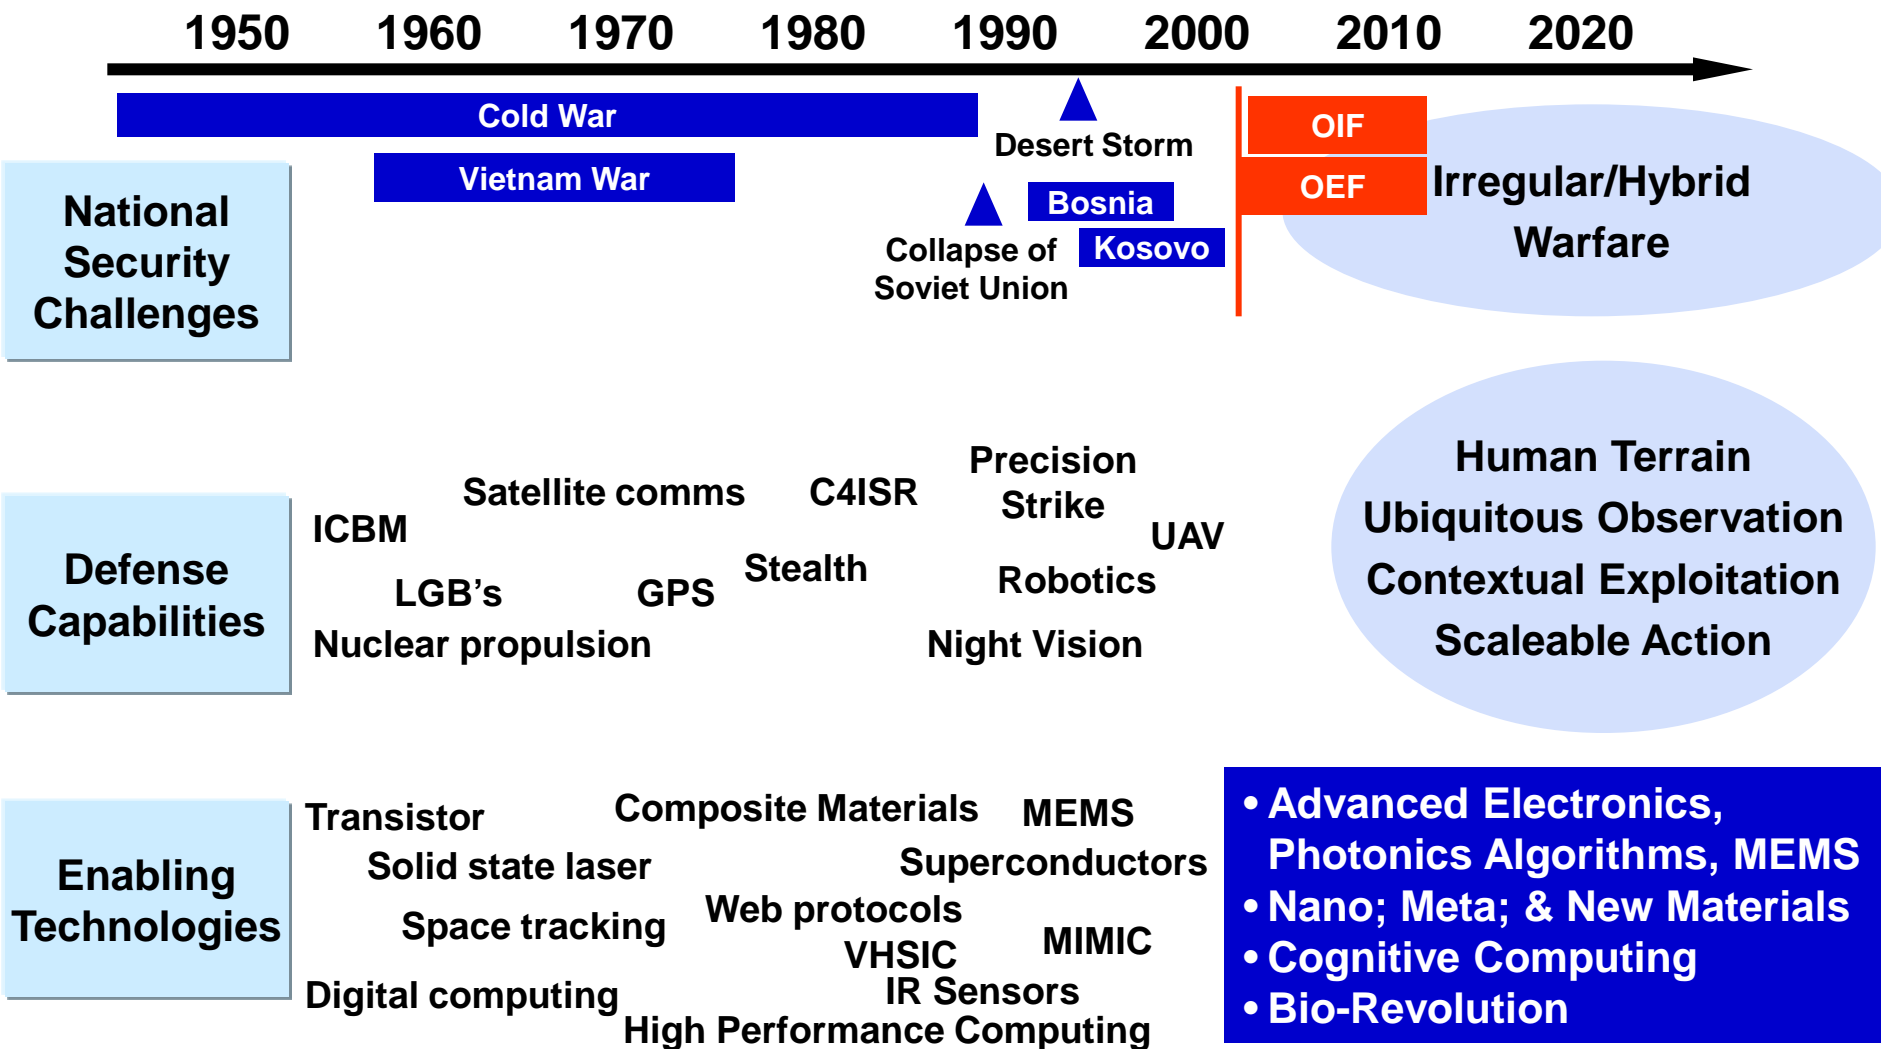 1950 1960 1970 1980 1990 2000 2010 2020
Cold War
Desert Storm
OIF
Vietnam War
OEF
Irregular/Hybrid
Warfare
Bosnia
Kosovo
Collapse of
Soviet Union
National
Security
Challenges
Defense
Capabilities
ICBM
Satellite comms
C4ISR
Precision
Strike
UAV
LGB’s
GPS
Stealth
Robotics
Nuclear propulsion
Night Vision
Human Terrain
Ubiquitous Observation
Contextual Exploitation
Scaleable Action
Enabling
Technologies
Transistor
Composite Materials
MEMS
Solid state laser
Superconductors
Space tracking
Web protocols
VHSIC
MIMIC
Digital computing
IR Sensors
High Performance Computing
• Advanced Electronics,
Photonics Algorithms, MEMS
• Nano; Meta; & New Materials
• Cognitive Computing
• Bio-Revolution